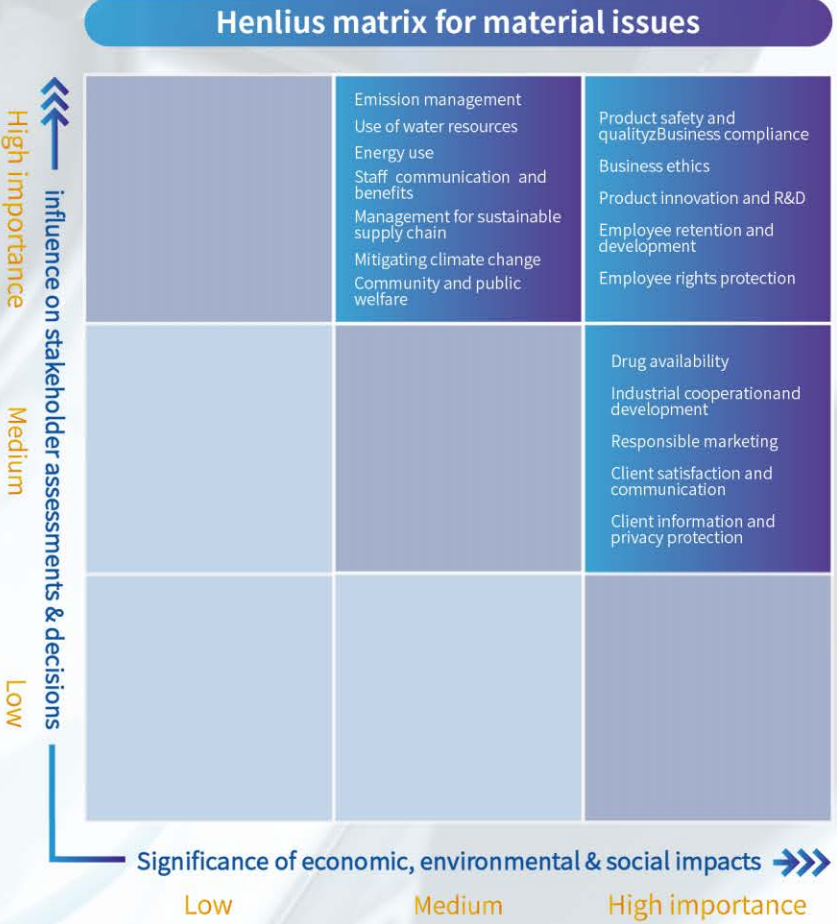 Henlius matrix for material issues
High importance
Medium
Low
influence on stakeholder assessments & decisions
Emission management
Use of water resources
Energy use
Staff communication and
benefits
Management for sustainable
supply chain
Mitigating climate change
Community and public
welfare
Product safety and
qualityzBusiness compliance
Business ethics
Product innovation and R&D
Employee retention and
development
Employee rights protection
Drug availability
Industrial cooperationand
development
Responsible marketing
Client satisfaction and
communication
Client information and
privacy protection
Significance of economic, environmental & social impacts
Low
Medium
High importance